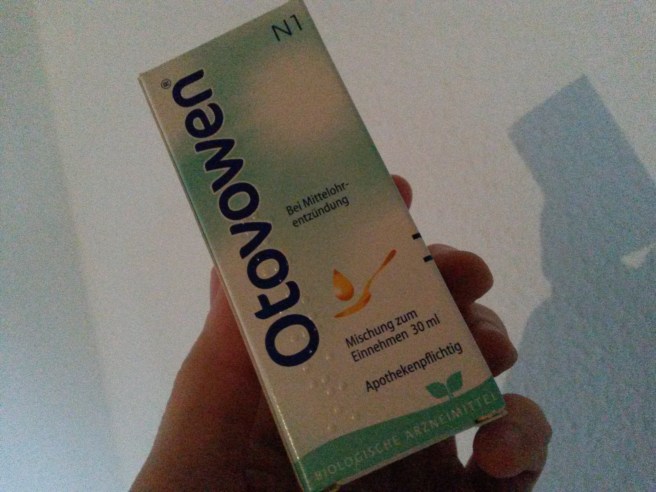 N1
Otovowen®
Bei Mittelohr-
entzündung
Mischung zum
Einnehmen 30 ml
Apothekenpflichtig
BIOLOGISCHE ARZNEIMITTEL